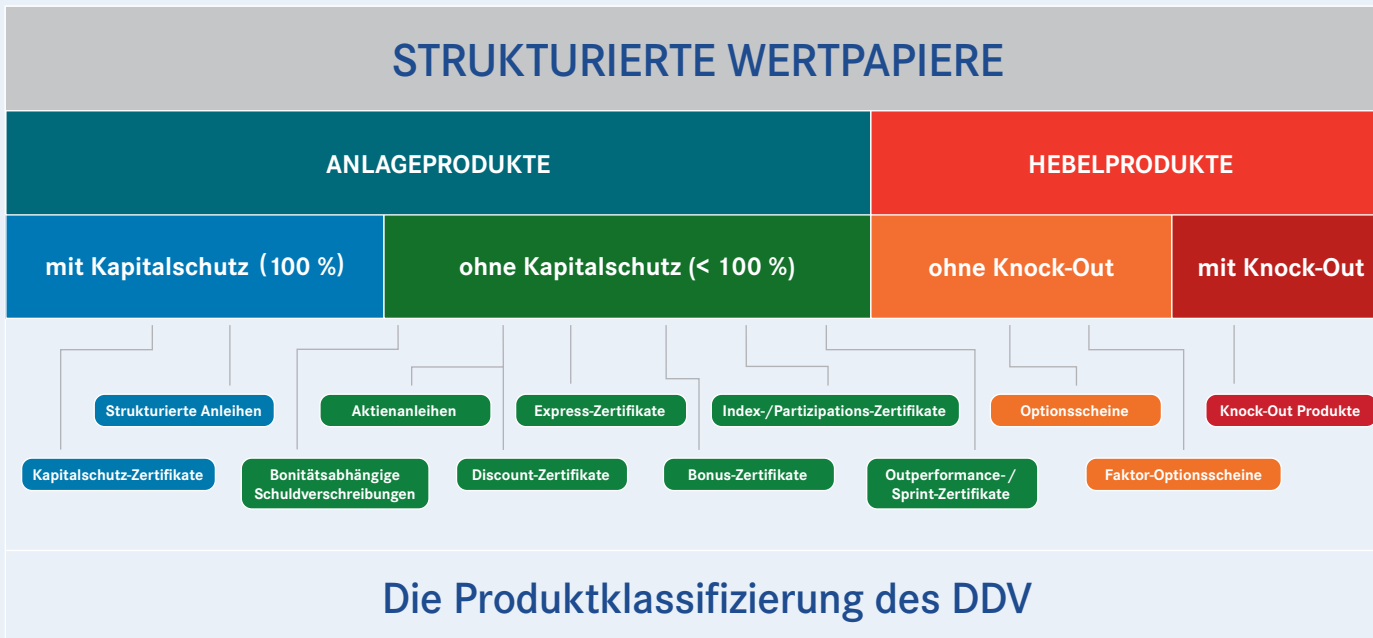 STRUKTURIERTE WERTPAPIERE
ANLAGEPRODUKTE
HEBELPRODUKTE
mit Kapitalschutz (100 %)
ohne Kapitalschutz (< 100 %)
ohne Knock-Out
mit Knock-Out
Strukturierte Anleihen
Aktienanleihen
Express-Zertifikate
Index-/Partizipations-Zertifikate
Optionsscheine
Knock-Out Produkte
Kapitalschutz-Zertifikate
Bonitätsabhängige
Schuldverschreibungen
Discount-Zertifikate
Bonus-Zertifikate
Outperformance-/
Sprint-Zertifikate
Faktor-Optionsscheine
Die Produktklassifizierung des DDV